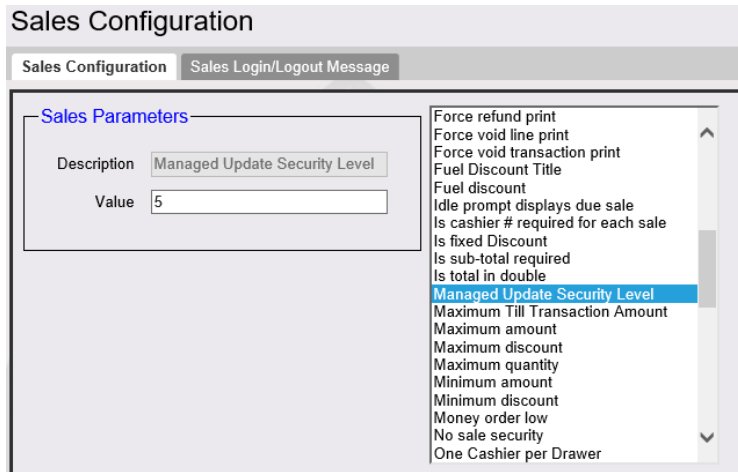 Sales Configuration
Sales Configuration
Sales Login/Logout Message
Sales Parameters
Description
Managed Update Security Level
Value
5
Force refund print
Force void line print
Force void transaction print
Fuel Discount Title
Fuel discount
Idle prompt displays due sale
Is cashier # required for each sale
Is fixed Discount
Is sub-total required
Is total in double
Managed Update Security Level
Maximum Till Transaction Amount
Maximum amount
Maximum discount
Maximum quantity
Minimum amount
Minimum discount
Money order low
No sale security
One Cashier per Drawer